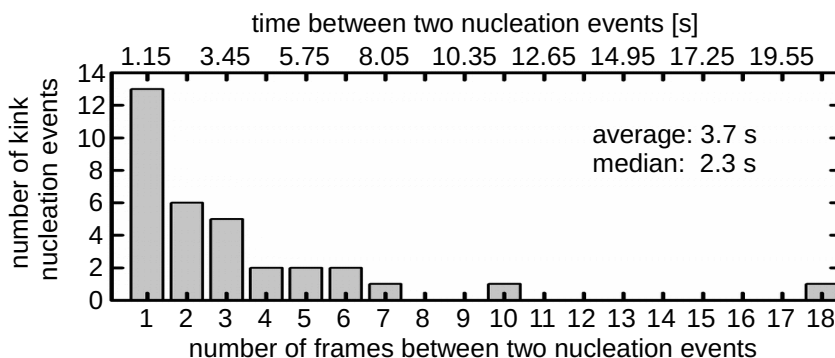 time between two nucleation events [s]
1.15 3.45 5.75 8.05 10.35 12.65 14.95 17.25 19.55
number of kink
nucleation events
14
12
10
8
6
4
2
0
average: 3.7 s
median: 2.3 s
1 2 3 4 5 6 7 8 9 10 11 12 13 14 15 16 17 18
number of frames between two nucleation events